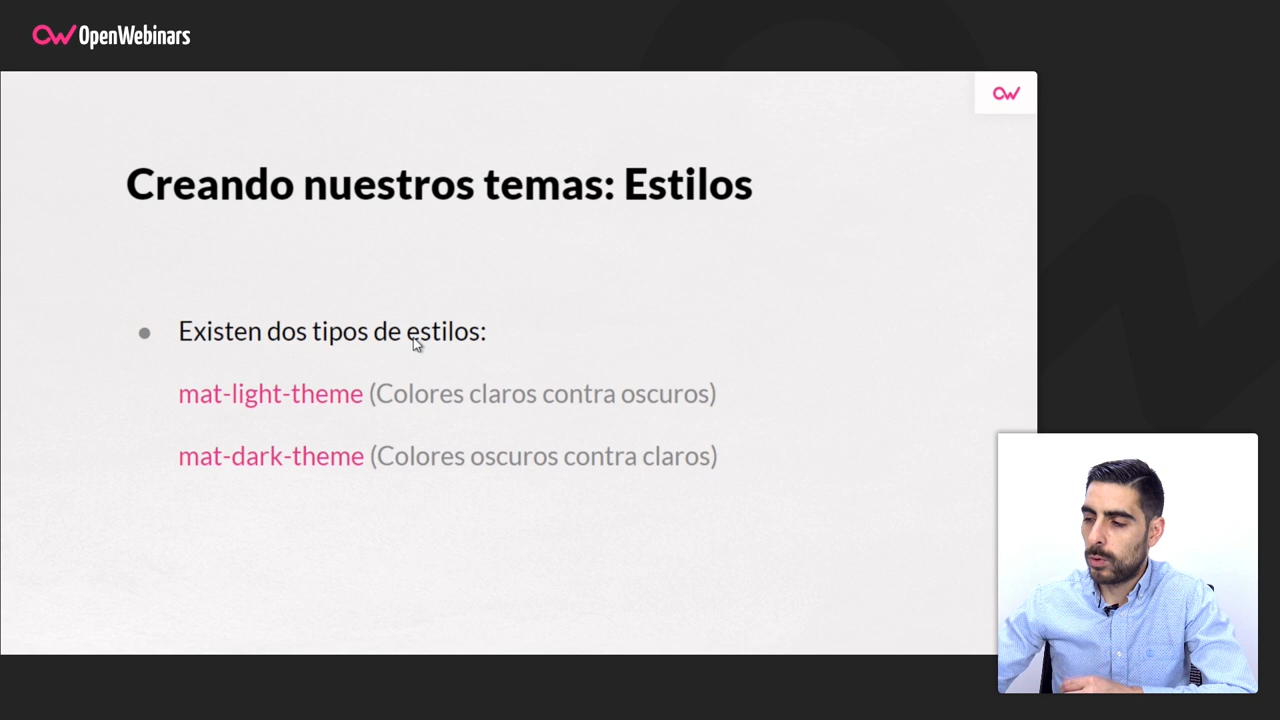 OpenWebinars
Creando nuestros temas: Estilos
Existen dos tipos de estilos:
mat-light-theme (Colores claros contra oscuros)
mat-dark-theme (Colores oscuros contra claros)